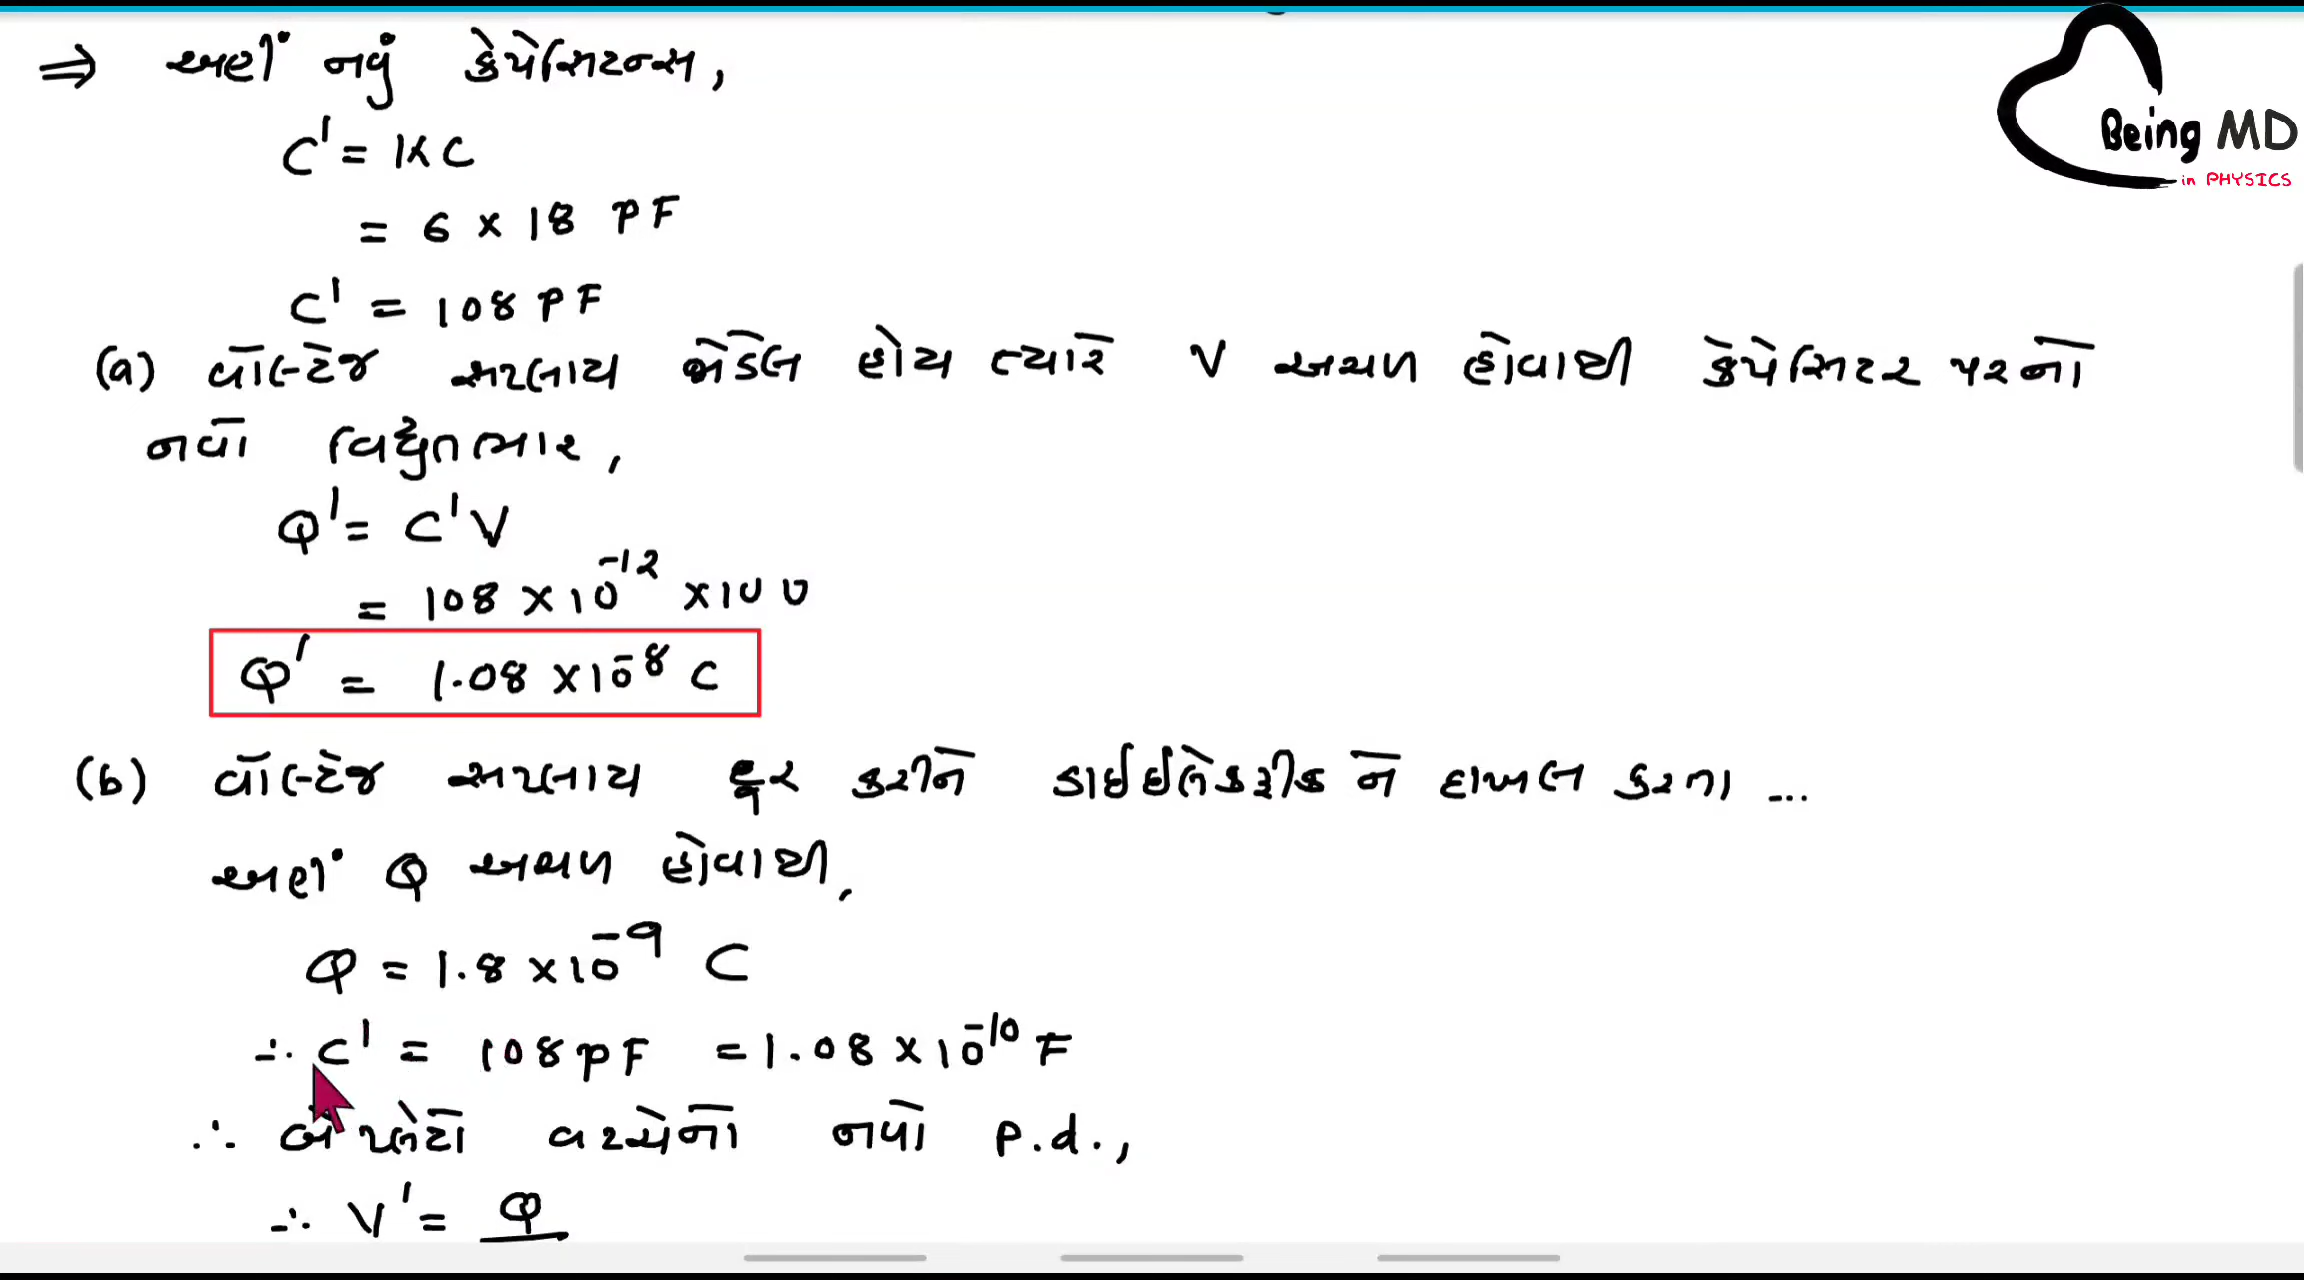 ⇒ અહીં નવું કેપેસિટન્સ,
C' = KC
= 6 × 18 PF
C' = 108 PF
(a) વોલ્ટેજ સપ્લાય જોડેલ હોય ત્યારે V અચળ હોવાથી કેપેસિટર પરનો
નવો વિદ્યુતભાર,
Q' = C'V
= 108 × 10⁻¹² × 100
Q' = 1.08 × 10⁻⁸ C
(b) વોલ્ટેજ સપ્લાય દૂર કરીને ડાઇઇલેક્ટ્રીક ને દાખલ કરતા ...
અહીં Q અચળ હોવાથી,
Q = 1.8 × 10⁻⁹ C
∴ C' = 108 PF = 1.08 × 10⁻¹⁰ F
∴ બે પ્લેટો વચ્ચેનો નવો P.d.,
∴ V' = Q
Being MD
in PHYSICS